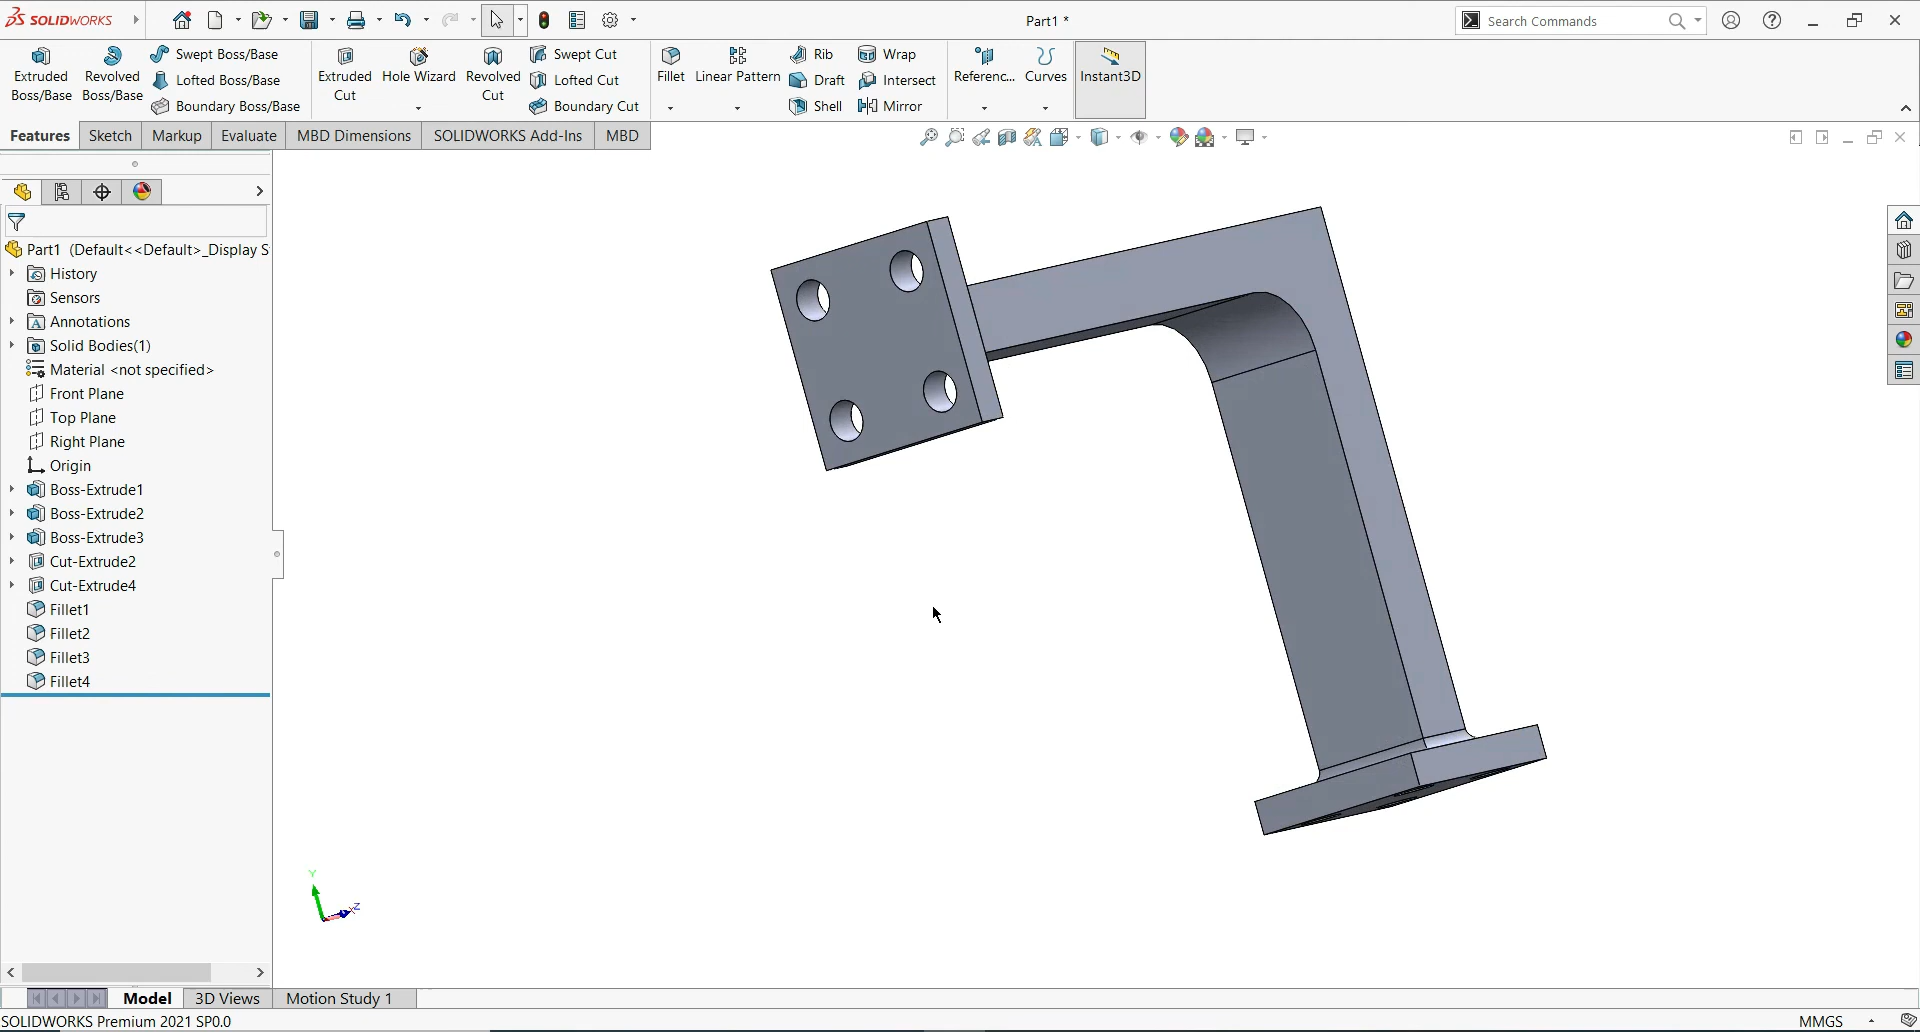 SOLIDWORKS
Part1 *
Search Commands
Extruded Boss/Base
Revolved Boss/Base
Swept Boss/Base
Lofted Boss/Base
Boundary Boss/Base
Extruded Cut
Hole Wizard
Revolved Cut
Swept Cut
Lofted Cut
Boundary Cut
Fillet
Linear Pattern
Rib
Draft
Shell
Wrap
Intersect
Mirror
Referenc...
Curves
Instant3D
Features
Sketch
Markup
Evaluate
MBD Dimensions
SOLIDWORKS Add-Ins
MBD
Part1 (Default<<Default>_Display S
History
Sensors
Annotations
Solid Bodies(1)
Material <not specified>
Front Plane
Top Plane
Right Plane
Origin
Boss-Extrude1
Boss-Extrude2
Boss-Extrude3
Cut-Extrude2
Cut-Extrude4
Fillet1
Fillet2
Fillet3
Fillet4
Y
Z
Model
3D Views
Motion Study 1
SOLIDWORKS Premium 2021 SP0.0
MMGS